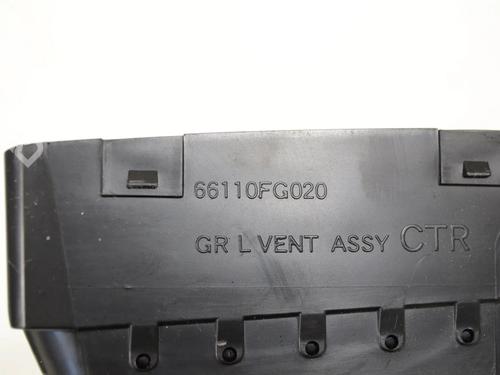 66110FG020
GR L VENT ASSY CTR